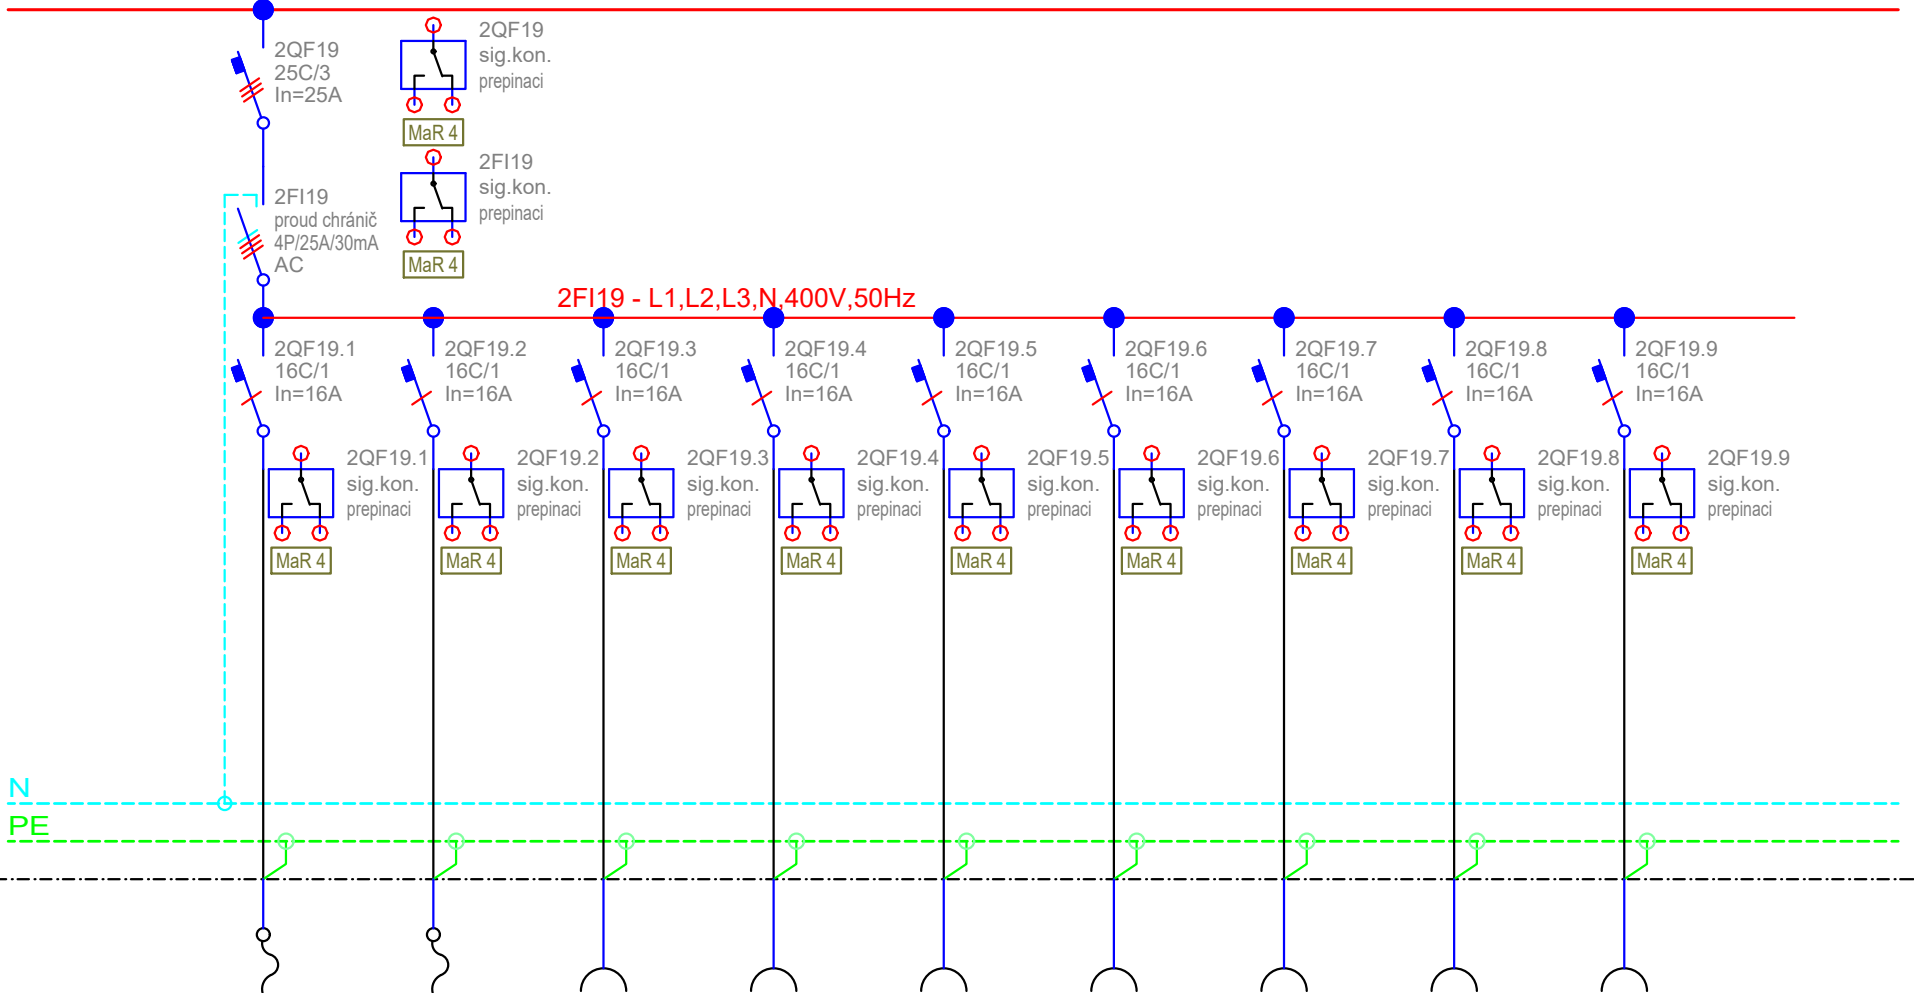 2QF19
25C/3
In=25A
2QF19
sig.kon.
prepinaci
MaR 4
2FI19
proud chránič
4P/25A/30mA
AC
2FI19
sig.kon.
prepinaci
MaR 4
2FI19 - L1,L2,L3,N,400V,50Hz
2QF19.1
16C/1
In=16A
2QF19.2
16C/1
In=16A
2QF19.3
16C/1
In=16A
2QF19.4
16C/1
In=16A
2QF19.5
16C/1
In=16A
2QF19.6
16C/1
In=16A
2QF19.7
16C/1
In=16A
2QF19.8
16C/1
In=16A
2QF19.9
16C/1
In=16A
2QF19.1
sig.kon.
prepinaci
MaR 4
2QF19.2
sig.kon.
prepinaci
MaR 4
2QF19.3
sig.kon.
prepinaci
MaR 4
2QF19.4
sig.kon.
prepinaci
MaR 4
2QF19.5
sig.kon.
prepinaci
MaR 4
2QF19.6
sig.kon.
prepinaci
MaR 4
2QF19.7
sig.kon.
prepinaci
MaR 4
2QF19.8
sig.kon.
prepinaci
MaR 4
2QF19.9
sig.kon.
prepinaci
MaR 4
N
PE